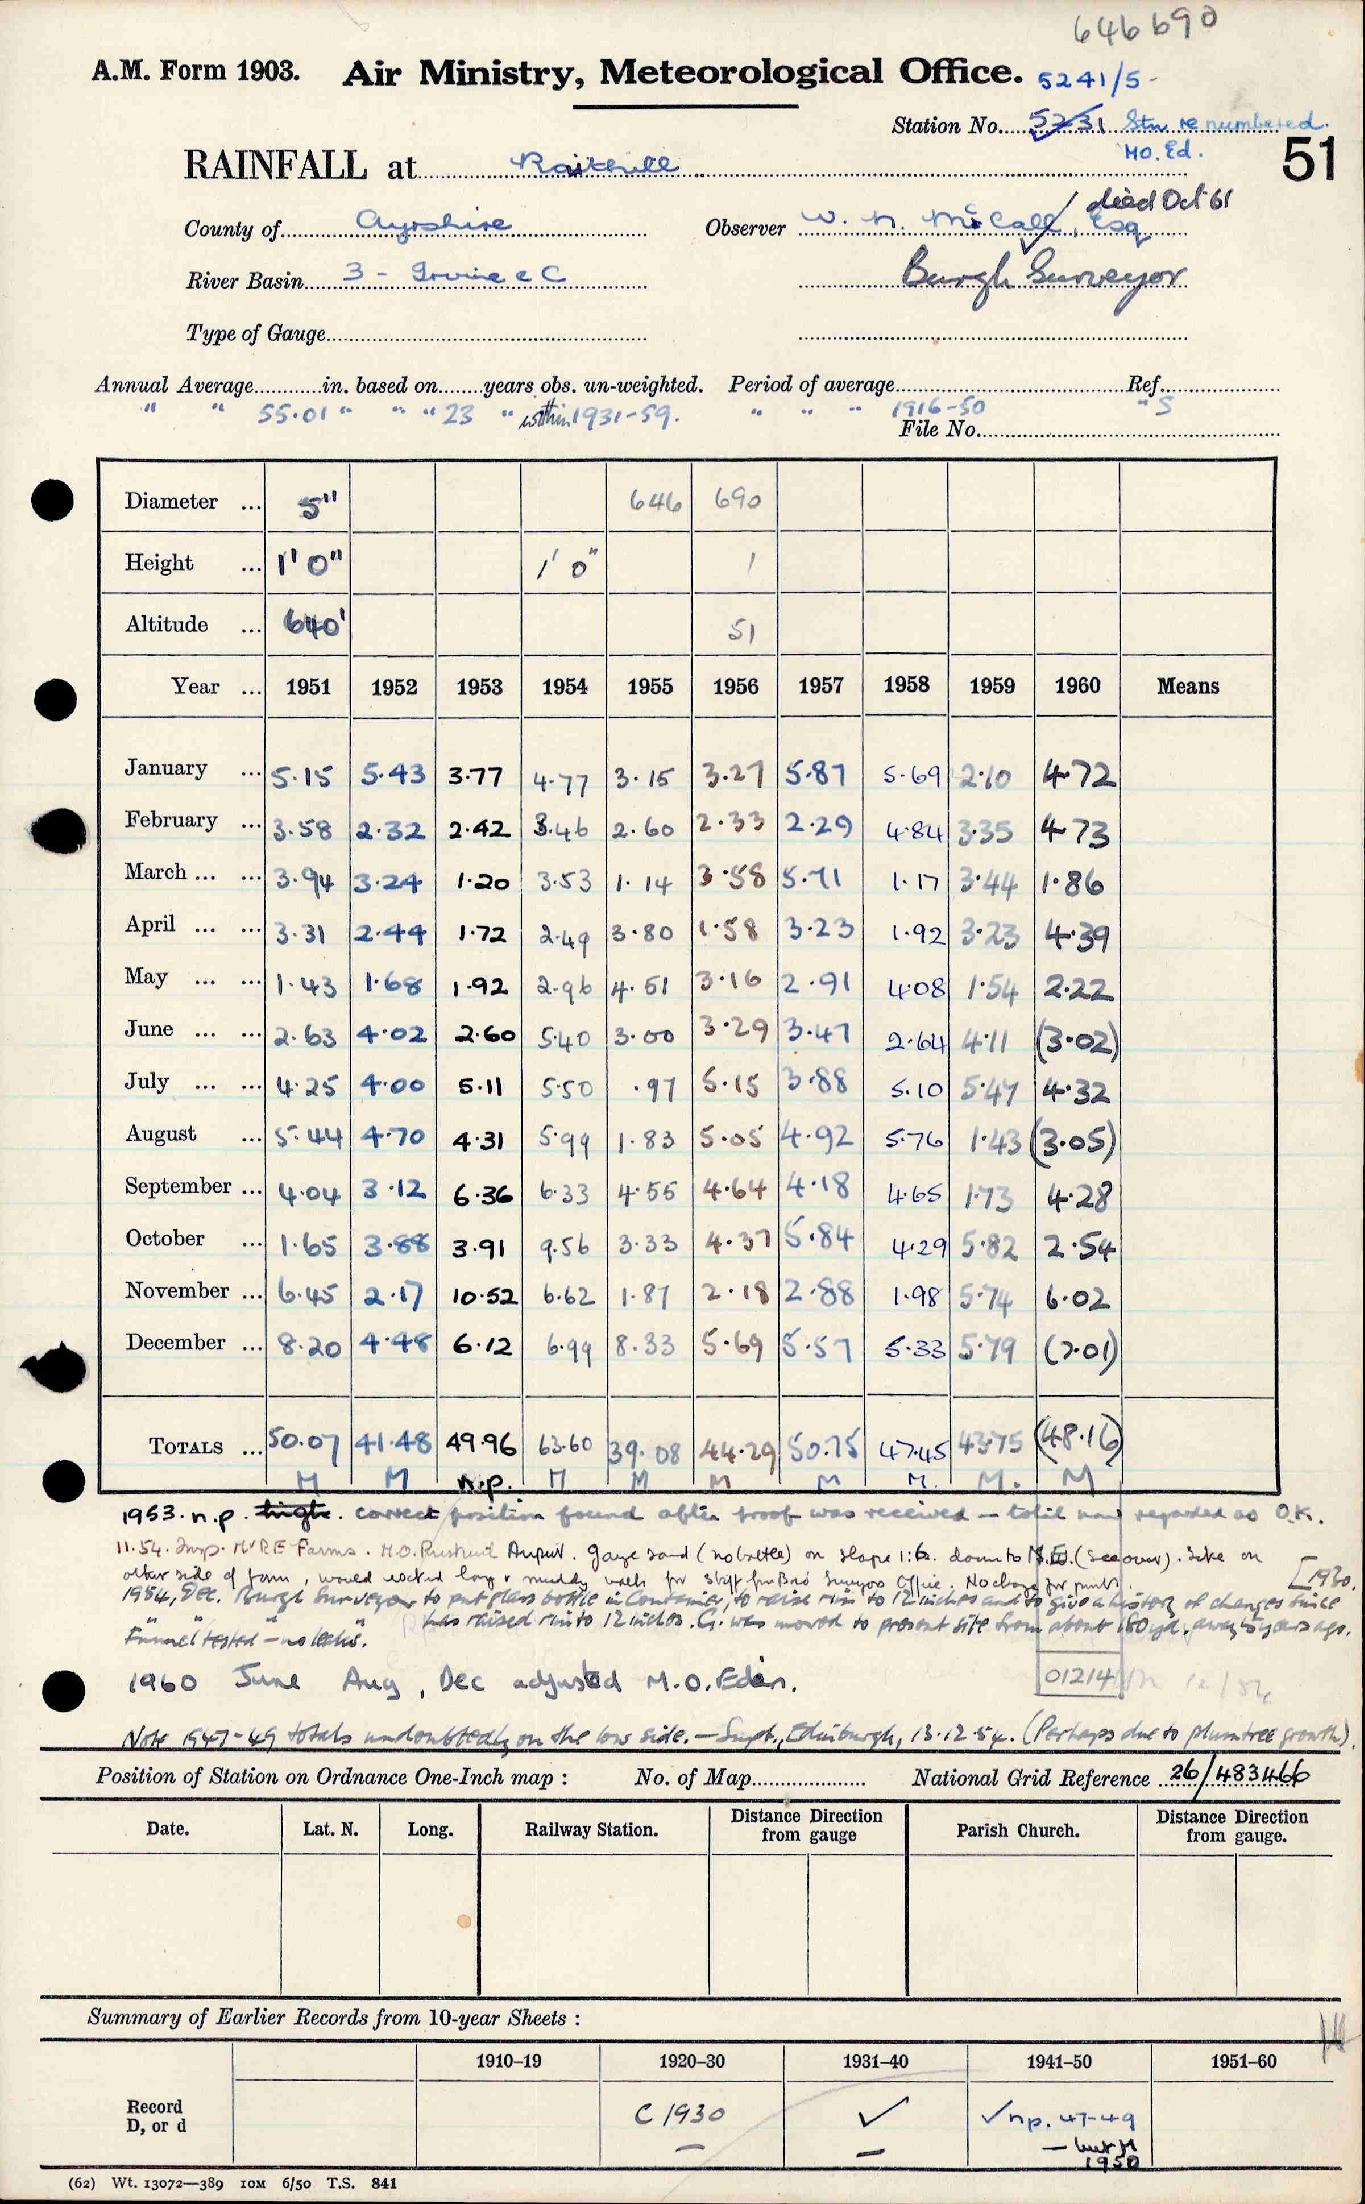 646690
A.M. Form 1903. Air Ministry, Meteorological Office. 5241/5
Station No. 5231 Stn renumbered.
MO. Ed.
51
RAINFALL at Raithill
died Oct 61
County of Ayrshire Observer W. N. McCall, Esq
River Basin 3 - Irvine & C Burgh Surveyor
Type of Gauge
Annual Average in. based on years obs. un-weighted. Period of average Ref.
" " 55.01 " " " 23 " within 1931-59. " " " 1916-50 " S
File No.
Diameter ... 5" 646 690
Height ... 1' 0" 1' 0" 1
Altitude ... 640' 51
Year ... 1951 1952 1953 1954 1955 1956 1957 1958 1959 1960 Means
January ... 5.15 5.43 3.77 4.77 3.15 3.27 5.87 5.69 2.10 4.72
February ... 3.58 2.32 2.42 3.46 2.60 2.33 2.29 4.84 3.35 4.73
March ... ... 3.94 3.24 1.20 3.53 1.14 3.58 5.71 1.17 3.44 1.86
April ... ... 3.31 2.44 1.72 2.49 3.80 1.58 3.23 1.92 3.23 4.39
May ... ... 1.43 1.68 1.92 2.96 4.51 3.16 2.91 4.08 1.54 2.22
June ... ... 2.63 4.02 2.60 5.40 3.00 3.29 3.47 2.64 4.11 (3.02)
July ... ... 4.25 4.00 5.11 5.50 .97 5.15 3.88 5.10 5.47 4.32
August ... 5.44 4.70 4.31 5.99 1.83 5.05 4.92 5.76 1.43 (3.05)
September ... 4.04 3.12 6.36 6.33 4.55 4.64 4.18 4.65 1.73 4.28
October ... 1.65 3.88 3.91 9.56 3.33 4.37 5.84 4.29 5.82 2.54
November ... 6.45 2.17 10.52 6.62 1.87 2.18 2.88 1.98 5.74 6.02
December ... 8.20 4.48 6.12 6.99 8.33 5.69 5.57 5.33 5.79 (7.01)
TOTALS ... 50.07 41.48 49.96 63.60 39.08 44.29 50.75 47.45 43.75 (48.16)
M M n.p. M M M M M. M. M
1953. n.p. high. correct position found after proof was received - total now regarded as O.K.
11.54. Insp. Mr R E Farms. M.O. Prestwick Airport. gauge sound (no bottle) on slope 1:6. down to (see over). Site on
other side of farm, would need long & muddy walk for staff from Bro' Surveyors Office. No change for
[1930.
1954, Dec. Burgh Surveyor to put glass bottle in container, to raise rim to 12 inches and to give a history of changes since
" " " has raised rim to 12 inches. G. was moved to present site from about 180 yd. away 5 years ago.
Funnel tested - no leaks.
1960 June Aug, Dec adjusted M.O. Edin.
01214
Note 1947-49 totals undoubtedly on the low side. - Supt., Edinburgh, 13.12.54. (Perhaps due to plumtree growth).
Position of Station on Ordnance One-Inch map : No. of Map National Grid Reference 26/483466
Date. Lat. N. Long. Railway Station. Distance Direction from gauge Parish Church. Distance Direction from gauge.
Summary of Earlier Records from 10-year Sheets :
1910–19 1920–30 1931–40 1941–50 1951–60
Record D, or d C 1930 ✓ ✓ np. 47-49
1950
(62) Wt. 13072—389 10M 6/50 T.S. 841